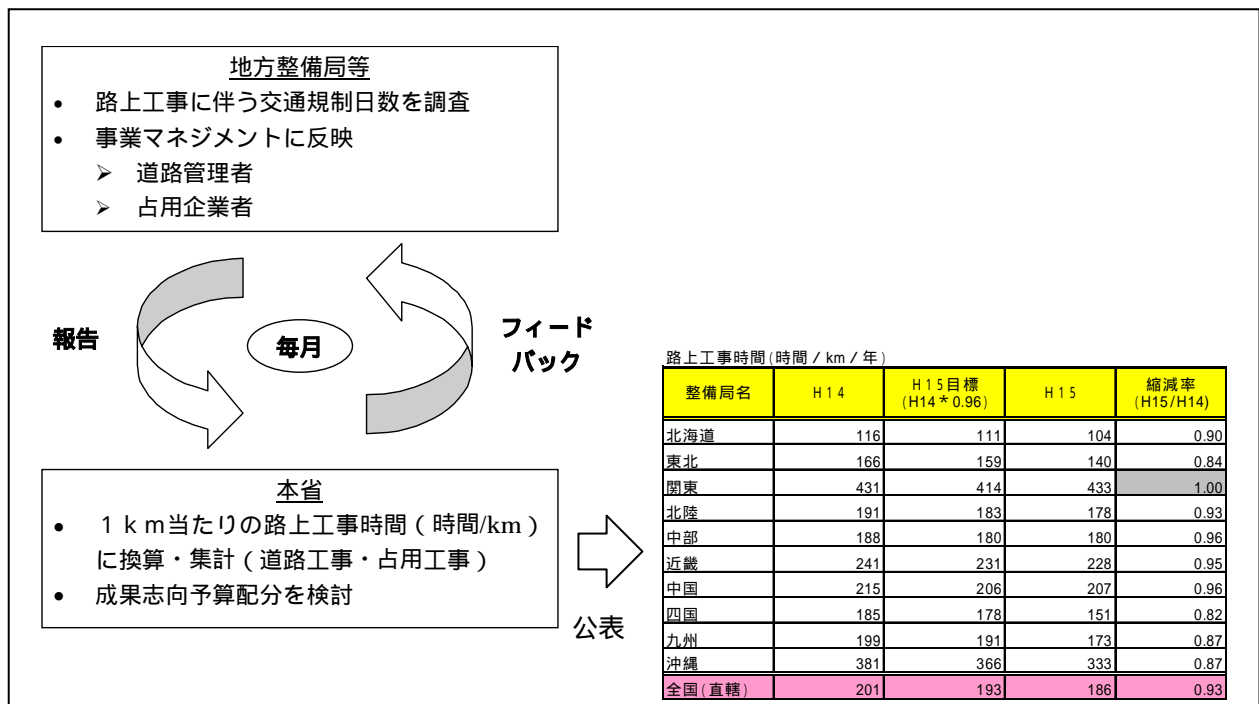 地方整備局等
• 路上工事に伴う交通規制日数を調査
• 事業マネジメントに反映
➢ 道路管理者
➢ 占用企業者
報告
毎月
フィード
バック
本省
• 1km当たりの路上工事時間(時間/km)
に換算・集計(道路工事・占用工事)
• 成果志向予算配分を検討
公表
路上工事時間(時間/km/年)
整備局名 H14 H15目標 (H14*0.96) H15 縮減率 (H15/H14)
北海道 116 111 104 0.90
東北 166 159 140 0.84
関東 431 414 433 1.00
北陸 191 183 178 0.93
中部 188 180 180 0.96
近畿 241 231 228 0.95
中国 215 206 207 0.96
四国 185 178 151 0.82
九州 199 191 173 0.87
沖縄 381 366 333 0.87
全国(直轄) 201 193 186 0.93